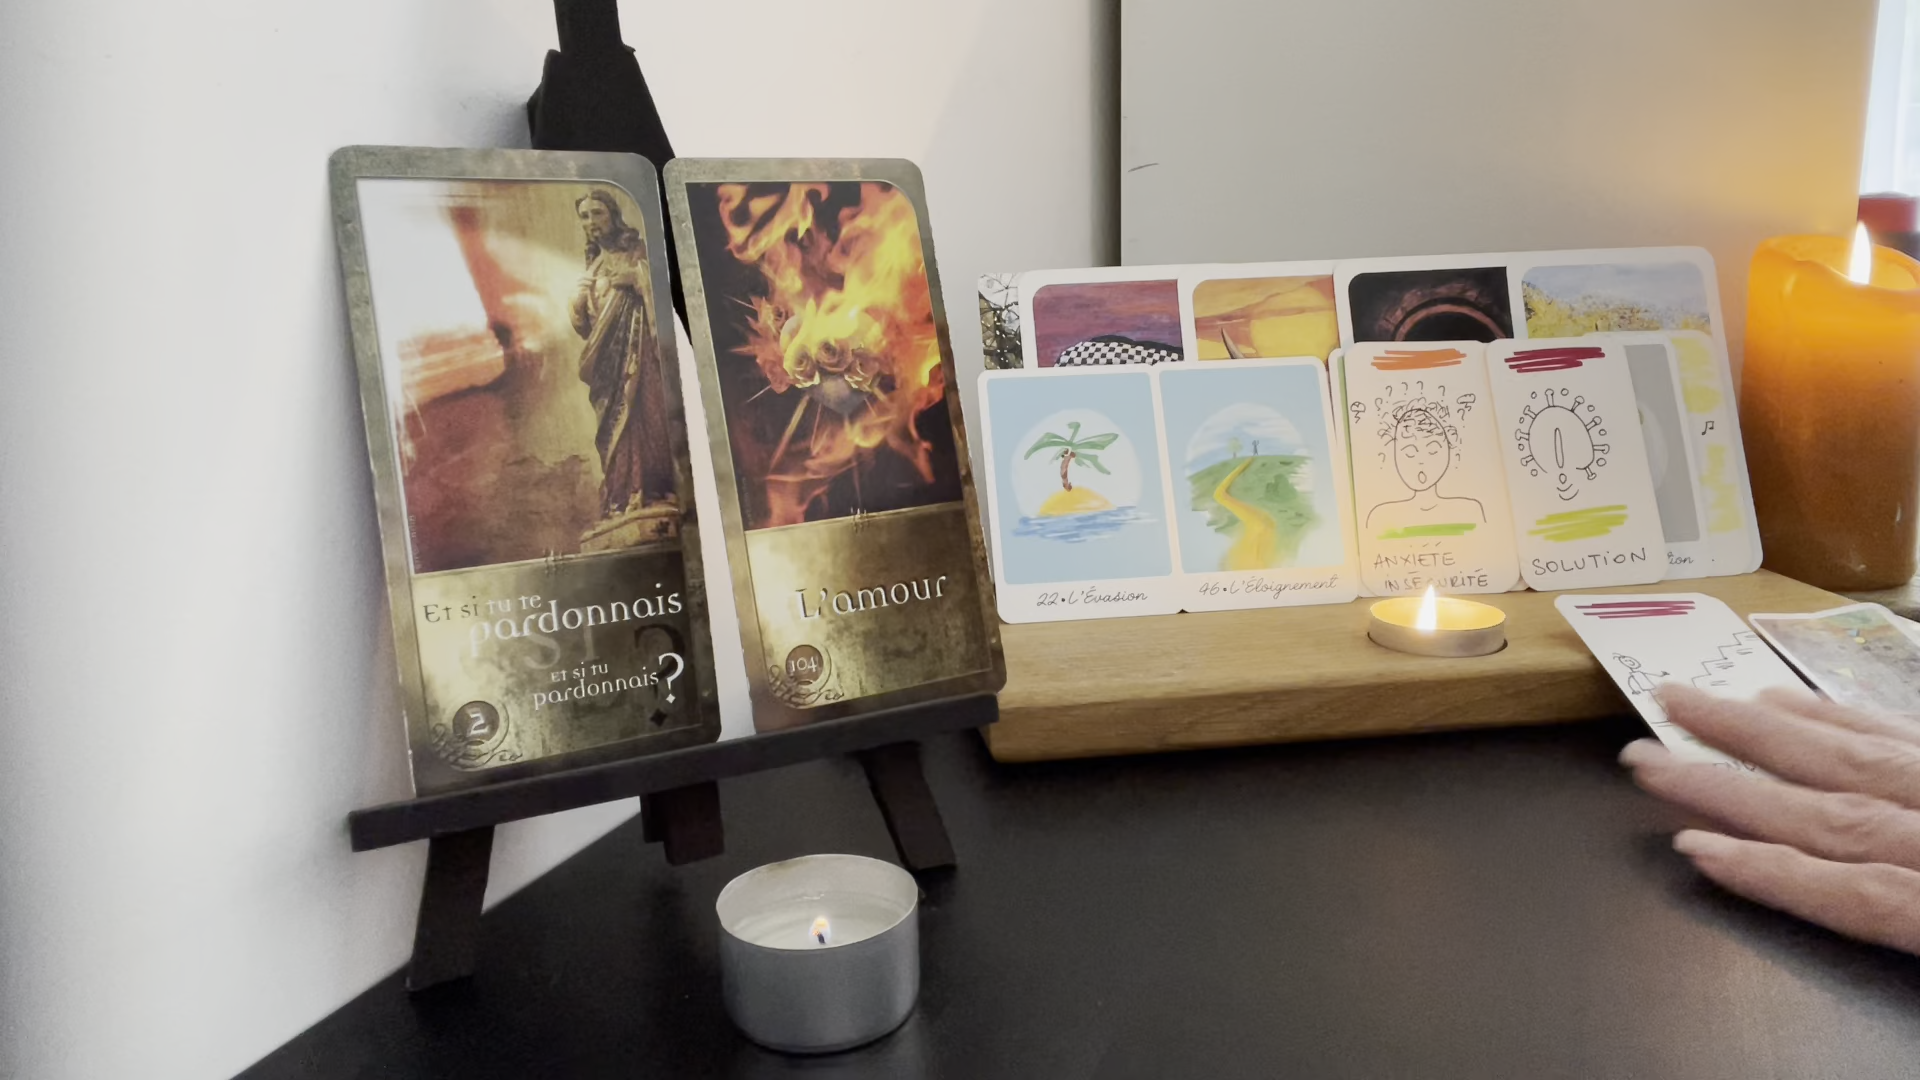 Et si tu te
pardonnais
et si tu
pardonnais?
2
L'amour
104
22•L'Évasion
46•L'Éloignement
ANXIÉTÉ
INSÉCURITÉ
SOLUTION